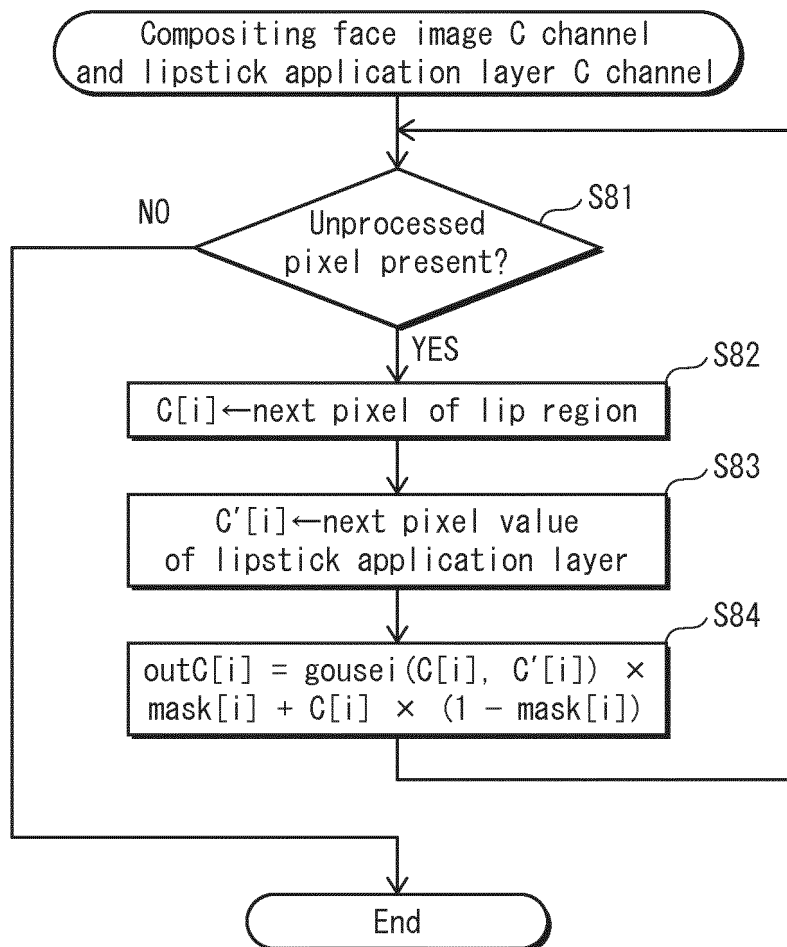 Compositing face image C channel
and lipstick application layer C channel
NO
S81
Unprocessed
pixel present?
YES
S82
C[i]←next pixel of lip region
S83
C′[i]←next pixel value
of lipstick application layer
S84
outC[i] = gousei(C[i], C′[i]) ×
mask[i] + C[i] × (1 − mask[i])
End